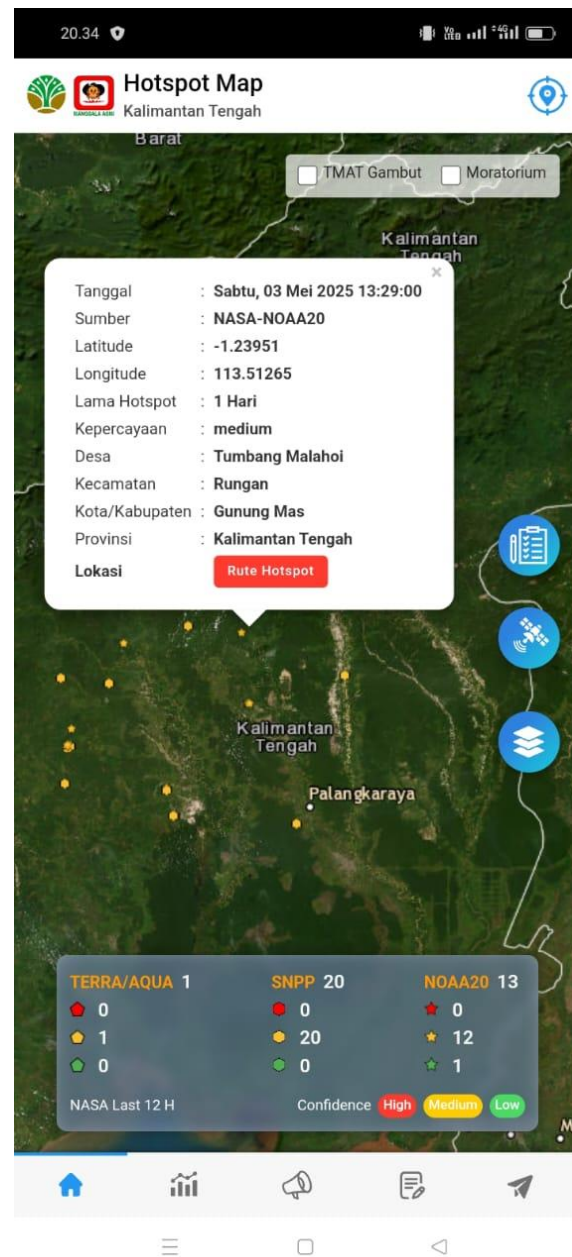 20.34
Hotspot Map
Kalimantan Tengah
Barat
TMAT Gambut Moratorium
Kalimantan
Tengah
×
Tanggal : Sabtu, 03 Mei 2025 13:29:00
Sumber : NASA-NOAA20
Latitude : -1.23951
Longitude : 113.51265
Lama Hotspot : 1 Hari
Kepercayaan : medium
Desa : Tumbang Malahoi
Kecamatan : Rungan
Kota/Kabupaten : Gunung Mas
Provinsi : Kalimantan Tengah
Lokasi Rute Hotspot
Kalimantan
Tengah
Palangkaraya
TERRA/AQUA 1 SNPP 20 NOAA20 13
0 0 0
1 20 12
0 0 1
NASA Last 12 H Confidence High Medium Low
M